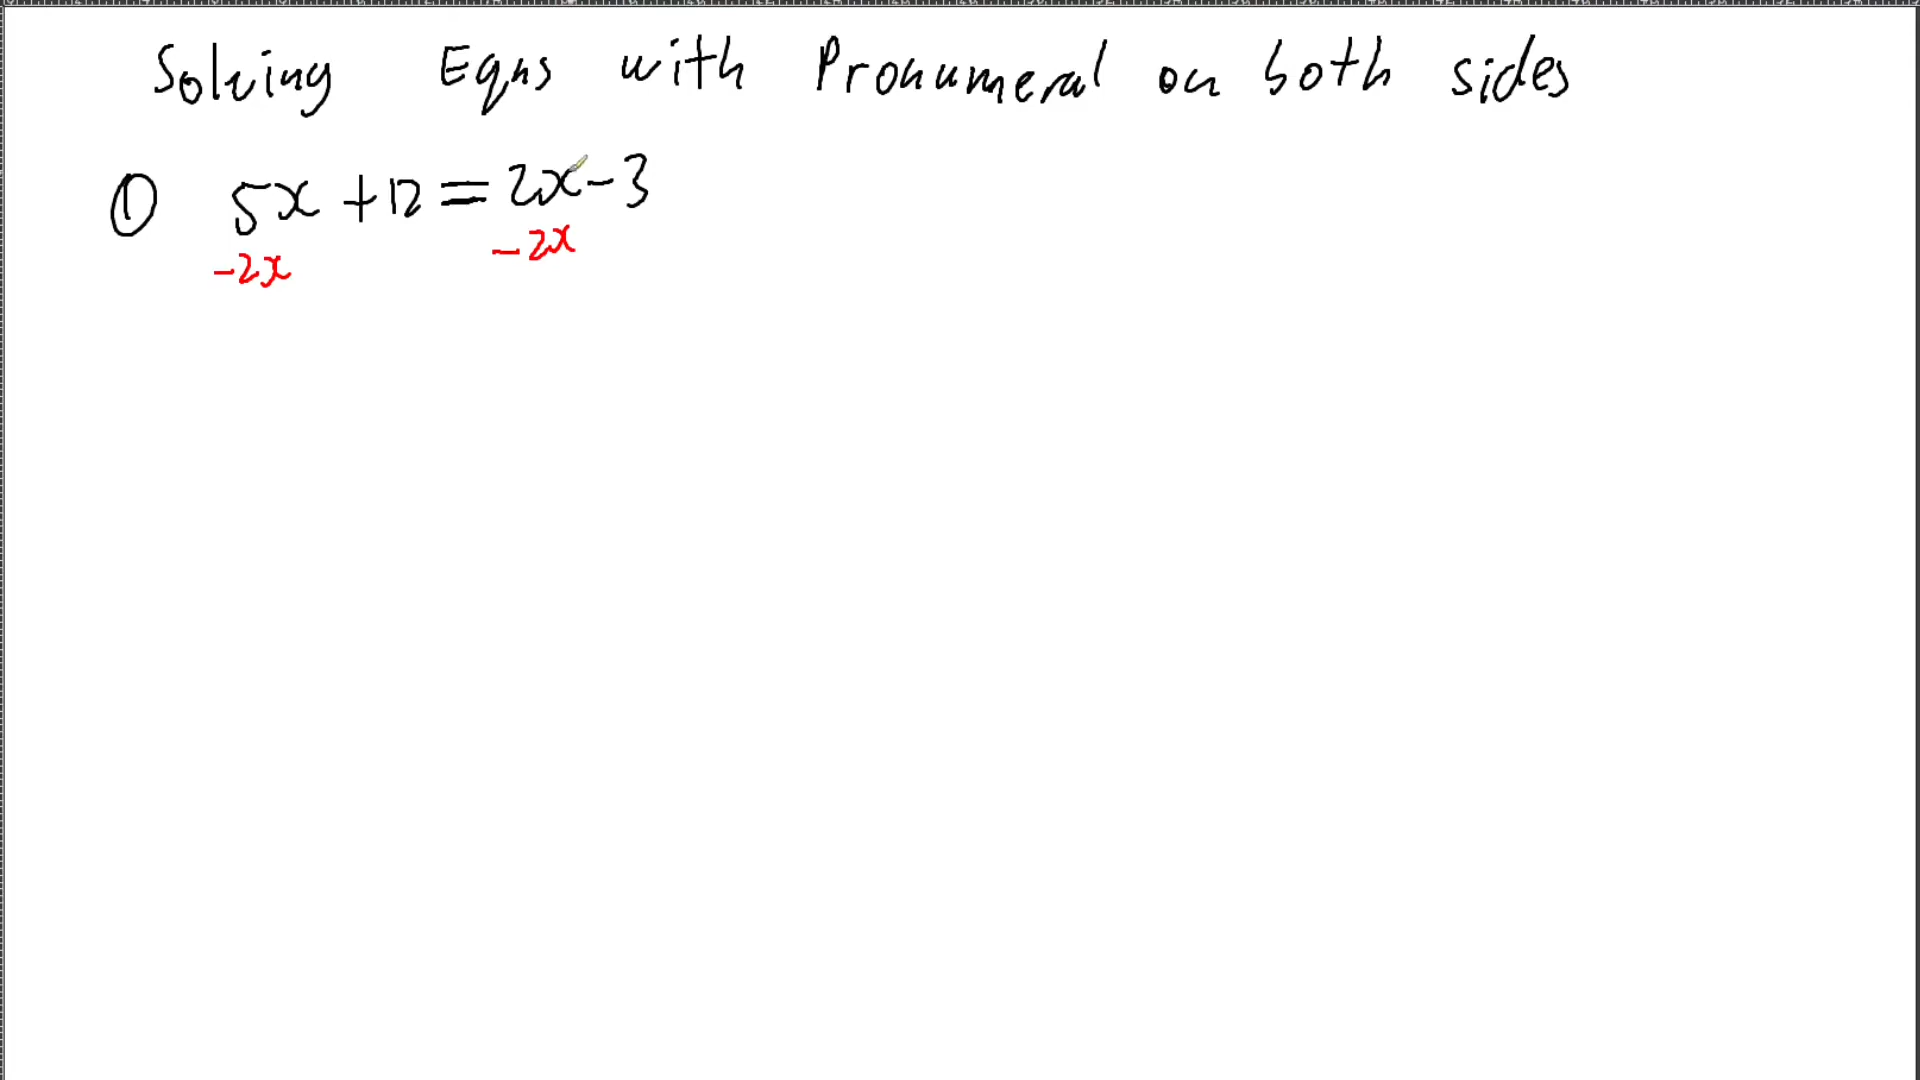 Solving Eqns with Pronumeral on both sides
① 5x + 12 = 2x - 3
-2x -2x